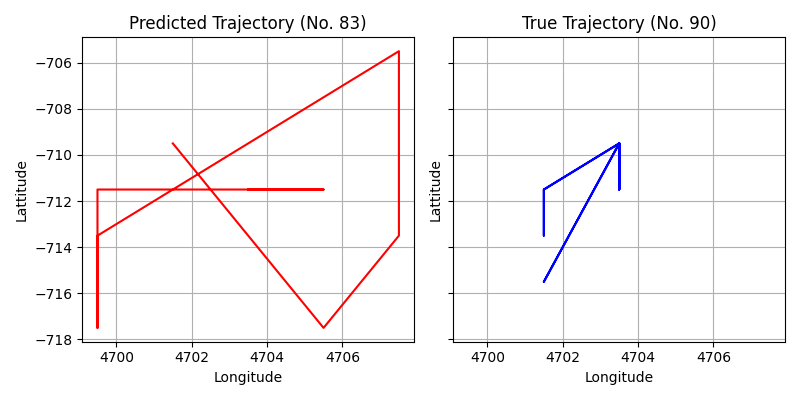 Predicted Trajectory (No. 83)
True Trajectory (No. 90)
Lattitude
−706
−708
−710
−712
−714
−716
−718
4700
4702
4704
4706
Longitude
Lattitude
4700
4702
4704
4706
Longitude